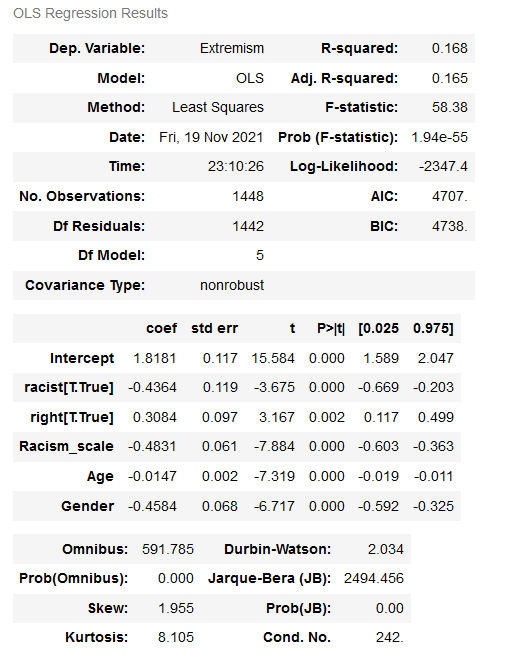 OLS Regression Results
Dep. Variable: Extremism R-squared: 0.168
Model: OLS Adj. R-squared: 0.165
Method: Least Squares F-statistic: 58.38
Date: Fri, 19 Nov 2021 Prob (F-statistic): 1.94e-55
Time: 23:10:26 Log-Likelihood: -2347.4
No. Observations: 1448 AIC: 4707.
Df Residuals: 1442 BIC: 4738.
Df Model: 5
Covariance Type: nonrobust
coef std err t P>|t| [0.025 0.975]
Intercept 1.8181 0.117 15.584 0.000 1.589 2.047
racist[T.True] -0.4364 0.119 -3.675 0.000 -0.669 -0.203
right[T.True] 0.3084 0.097 3.167 0.002 0.117 0.499
Racism_scale -0.4831 0.061 -7.884 0.000 -0.603 -0.363
Age -0.0147 0.002 -7.319 0.000 -0.019 -0.011
Gender -0.4584 0.068 -6.717 0.000 -0.592 -0.325
Omnibus: 591.785 Durbin-Watson: 2.034
Prob(Omnibus): 0.000 Jarque-Bera (JB): 2494.456
Skew: 1.955 Prob(JB): 0.00
Kurtosis: 8.105 Cond. No. 242.